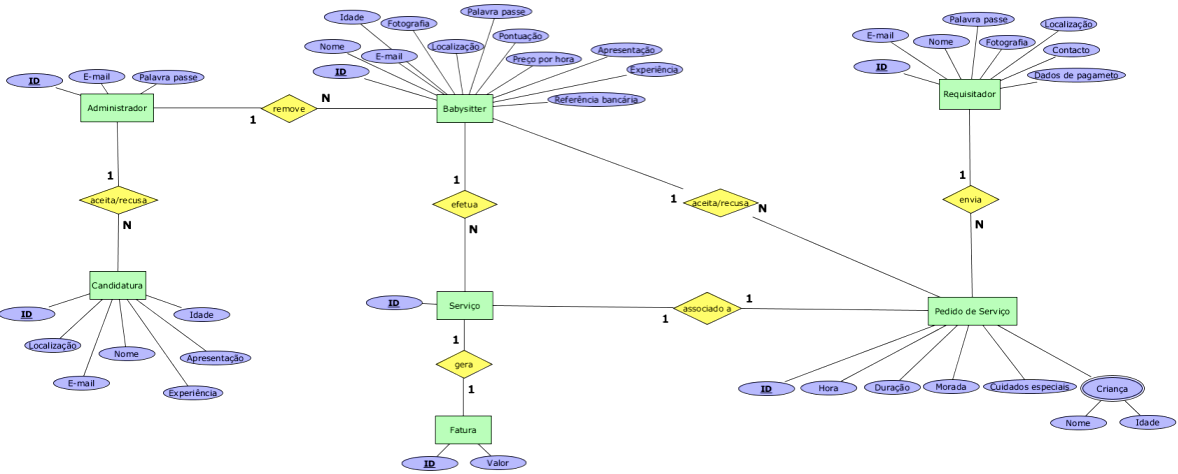 Idade
Fotografia
Palavra passe
Nome
E-mail
Localização
Pontuação
Preço por hora
Apresentação
Experiência
ID
Referência bancária
Babysitter
Palavra passe
Localização
E-mail
Nome
Fotografia
Contacto
ID
Dados de pagameto
Requisitador
ID
E-mail
Palavra passe
Administrador
1
remove
N
1
aceita/recusa
N
1
efetua
N
1
aceita/recusa
N
1
envia
N
Candidatura
ID
Localização
E-mail
Nome
Experiência
Apresentação
Idade
ID
Serviço
1
associado a
1
Pedido de Serviço
ID
Hora
Duração
Morada
Cuidados especiais
Criança
Nome
Idade
1
gera
1
Fatura
ID
Valor